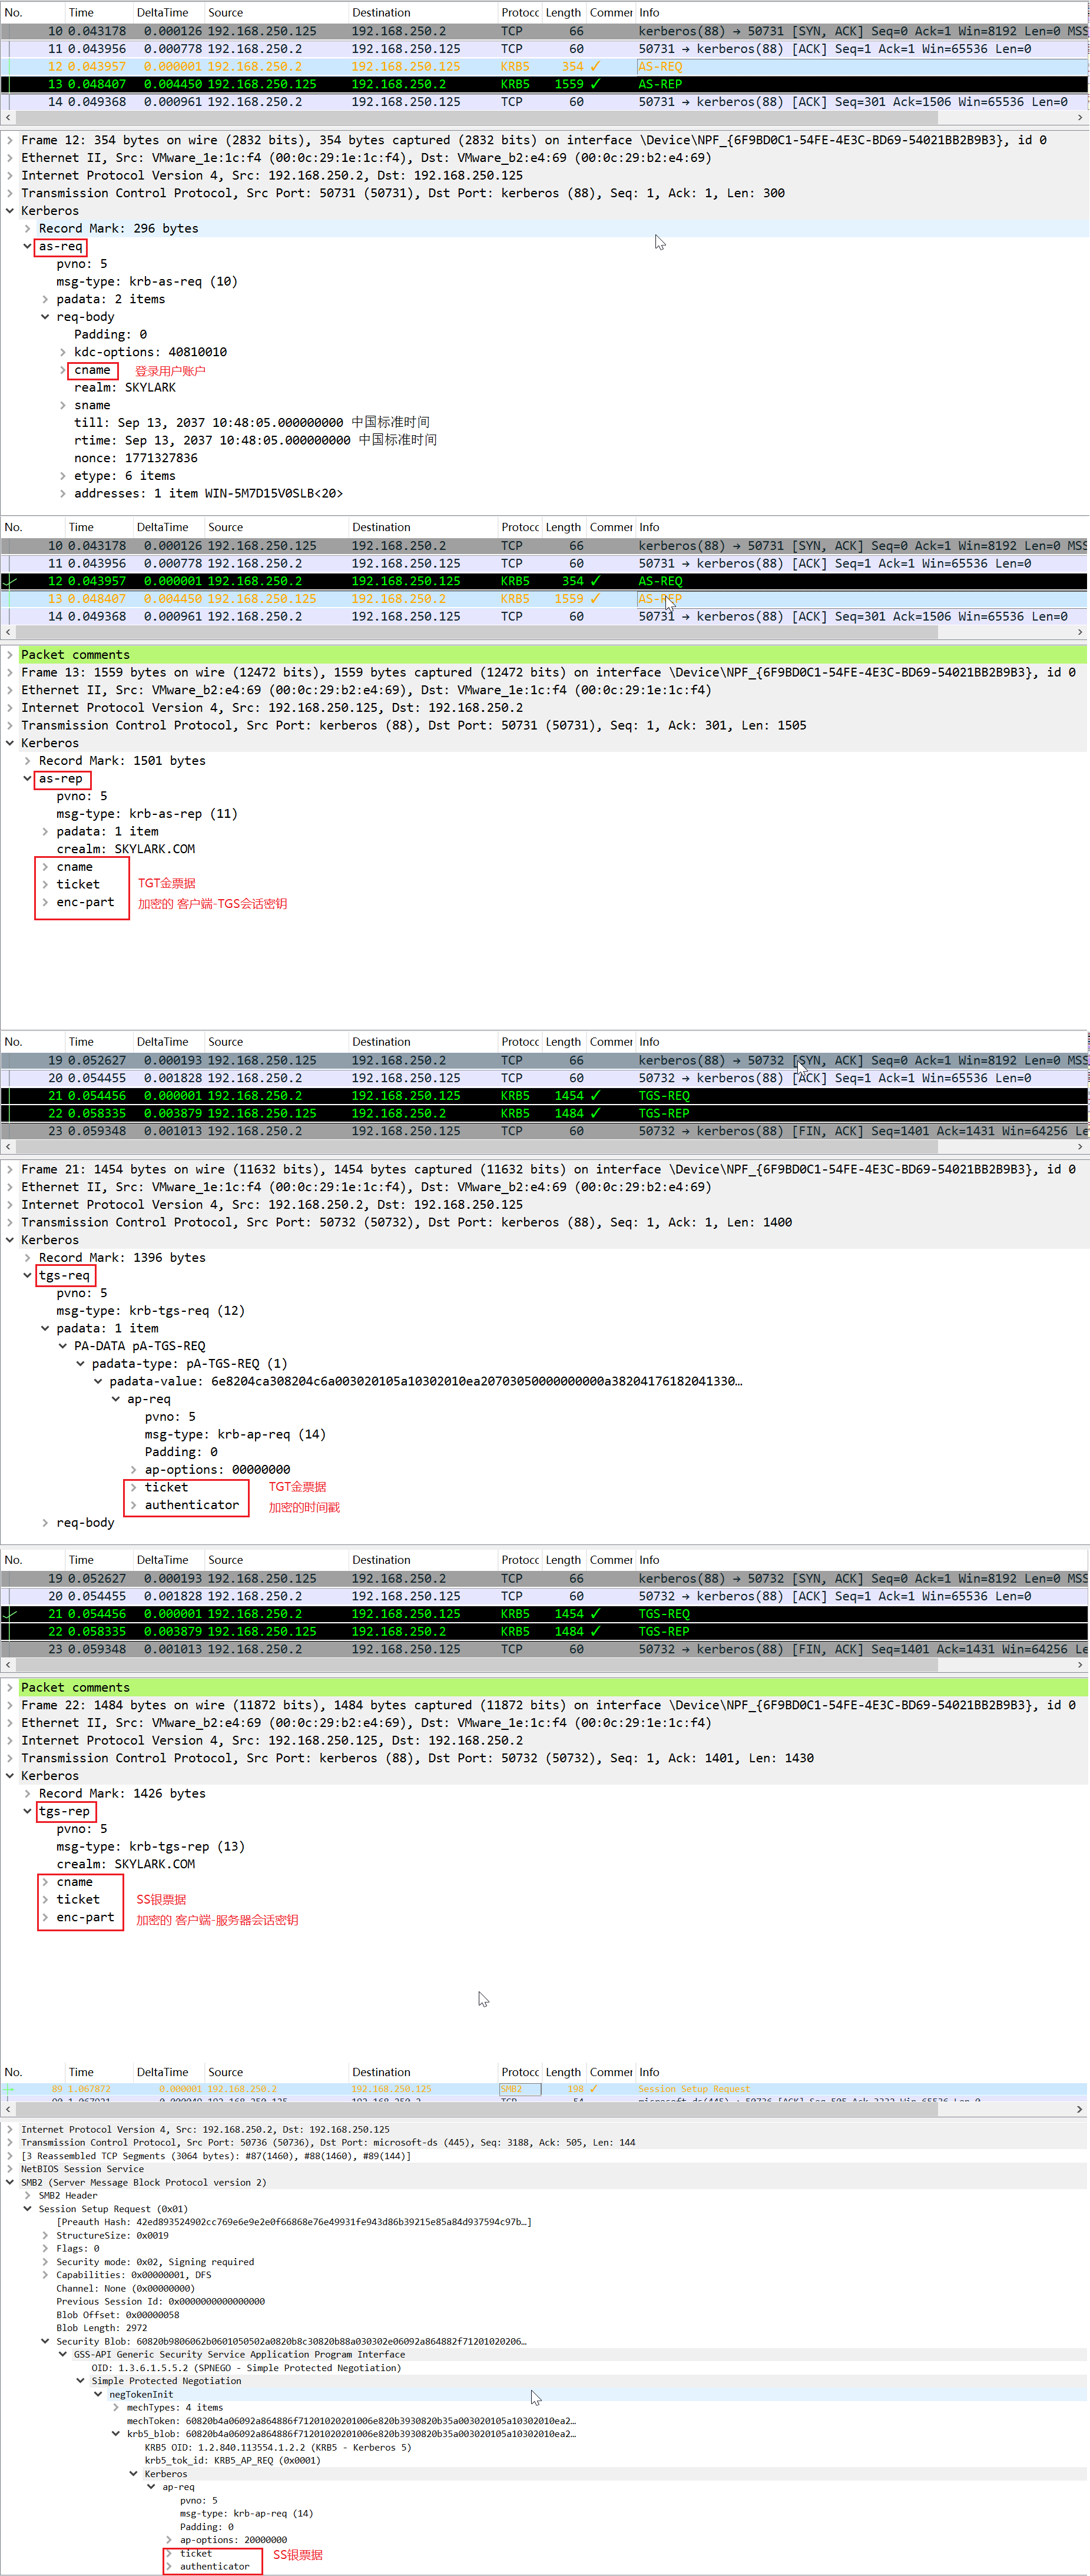 No. Time DeltaTime Source Destination Protocc Length Commer Info
10 0.043178 0.000126 192.168.250.125 192.168.250.2 TCP 66 kerberos(88) → 50731 [SYN, ACK] Seq=0 Ack=1 Win=8192 Len=0 MSS
11 0.043956 0.000778 192.168.250.2 192.168.250.125 TCP 60 50731 → kerberos(88) [ACK] Seq=1 Ack=1 Win=65536 Len=0
12 0.043957 0.000001 192.168.250.2 192.168.250.125 KRB5 354 ✓ AS-REQ
13 0.048407 0.004450 192.168.250.125 192.168.250.2 KRB5 1559 ✓ AS-REP
14 0.049368 0.000961 192.168.250.2 192.168.250.125 TCP 60 50731 → kerberos(88) [ACK] Seq=301 Ack=1506 Win=65536 Len=0
Frame 12: 354 bytes on wire (2832 bits), 354 bytes captured (2832 bits) on interface \Device\NPF_{6F9BD0C1-54FE-4E3C-BD69-54021BB2B9B3}, id 0
Ethernet II, Src: VMware_1e:1c:f4 (00:0c:29:1e:1c:f4), Dst: VMware_b2:e4:69 (00:0c:29:b2:e4:69)
Internet Protocol Version 4, Src: 192.168.250.2, Dst: 192.168.250.125
Transmission Control Protocol, Src Port: 50731 (50731), Dst Port: kerberos (88), Seq: 1, Ack: 1, Len: 300
Kerberos
Record Mark: 296 bytes
as-req
pvno: 5
msg-type: krb-as-req (10)
padata: 2 items
req-body
Padding: 0
kdc-options: 40810010
cname 登录用户账户
realm: SKYLARK
sname
till: Sep 13, 2037 10:48:05.000000000 中国标准时间
rtime: Sep 13, 2037 10:48:05.000000000 中国标准时间
nonce: 1771327836
etype: 6 items
addresses: 1 item WIN-5M7D15V0SLB<20>
No. Time DeltaTime Source Destination Protocc Length Commer Info
10 0.043178 0.000126 192.168.250.125 192.168.250.2 TCP 66 kerberos(88) → 50731 [SYN, ACK] Seq=0 Ack=1 Win=8192 Len=0 MSS
11 0.043956 0.000778 192.168.250.2 192.168.250.125 TCP 60 50731 → kerberos(88) [ACK] Seq=1 Ack=1 Win=65536 Len=0
12 0.043957 0.000001 192.168.250.2 192.168.250.125 KRB5 354 ✓ AS-REQ
13 0.048407 0.004450 192.168.250.125 192.168.250.2 KRB5 1559 ✓ AS-REP
14 0.049368 0.000961 192.168.250.2 192.168.250.125 TCP 60 50731 → kerberos(88) [ACK] Seq=301 Ack=1506 Win=65536 Len=0
Packet comments
Frame 13: 1559 bytes on wire (12472 bits), 1559 bytes captured (12472 bits) on interface \Device\NPF_{6F9BD0C1-54FE-4E3C-BD69-54021BB2B9B3}, id 0
Ethernet II, Src: VMware_b2:e4:69 (00:0c:29:b2:e4:69), Dst: VMware_1e:1c:f4 (00:0c:29:1e:1c:f4)
Internet Protocol Version 4, Src: 192.168.250.125, Dst: 192.168.250.2
Transmission Control Protocol, Src Port: kerberos (88), Dst Port: 50731 (50731), Seq: 1, Ack: 301, Len: 1505
Kerberos
Record Mark: 1501 bytes
as-rep
pvno: 5
msg-type: krb-as-rep (11)
padata: 1 item
crealm: SKYLARK.COM
cname
ticket TGT金票据
enc-part 加密的 客户端-TGS会话密钥
No. Time DeltaTime Source Destination Protocc Length Commer Info
19 0.052627 0.000193 192.168.250.125 192.168.250.2 TCP 66 kerberos(88) → 50732 [SYN, ACK] Seq=0 Ack=1 Win=8192 Len=0 MSS
20 0.054455 0.001828 192.168.250.2 192.168.250.125 TCP 60 50732 → kerberos(88) [ACK] Seq=1 Ack=1 Win=65536 Len=0
21 0.054456 0.000001 192.168.250.2 192.168.250.125 KRB5 1454 ✓ TGS-REQ
22 0.058335 0.003879 192.168.250.125 192.168.250.2 KRB5 1484 ✓ TGS-REP
23 0.059348 0.001013 192.168.250.2 192.168.250.125 TCP 60 50732 → kerberos(88) [FIN, ACK] Seq=1401 Ack=1431 Win=64256 Le
Frame 21: 1454 bytes on wire (11632 bits), 1454 bytes captured (11632 bits) on interface \Device\NPF_{6F9BD0C1-54FE-4E3C-BD69-54021BB2B9B3}, id 0
Ethernet II, Src: VMware_1e:1c:f4 (00:0c:29:1e:1c:f4), Dst: VMware_b2:e4:69 (00:0c:29:b2:e4:69)
Internet Protocol Version 4, Src: 192.168.250.2, Dst: 192.168.250.125
Transmission Control Protocol, Src Port: 50732 (50732), Dst Port: kerberos (88), Seq: 1, Ack: 1, Len: 1400
Kerberos
Record Mark: 1396 bytes
tgs-req
pvno: 5
msg-type: krb-tgs-req (12)
padata: 1 item
PA-DATA pA-TGS-REQ
padata-type: pA-TGS-REQ (1)
padata-value: 6e8204ca308204c6a003020105a10302010ea20703050000000000a38204176182041330…
ap-req
pvno: 5
msg-type: krb-ap-req (14)
Padding: 0
ap-options: 00000000
ticket TGT金票据
authenticator 加密的时间戳
req-body
No. Time DeltaTime Source Destination Protocc Length Commer Info
19 0.052627 0.000193 192.168.250.125 192.168.250.2 TCP 66 kerberos(88) → 50732 [SYN, ACK] Seq=0 Ack=1 Win=8192 Len=0 MSS
20 0.054455 0.001828 192.168.250.2 192.168.250.125 TCP 60 50732 → kerberos(88) [ACK] Seq=1 Ack=1 Win=65536 Len=0
21 0.054456 0.000001 192.168.250.2 192.168.250.125 KRB5 1454 ✓ TGS-REQ
22 0.058335 0.003879 192.168.250.125 192.168.250.2 KRB5 1484 ✓ TGS-REP
23 0.059348 0.001013 192.168.250.2 192.168.250.125 TCP 60 50732 → kerberos(88) [FIN, ACK] Seq=1401 Ack=1431 Win=64256 Le
Packet comments
Frame 22: 1484 bytes on wire (11872 bits), 1484 bytes captured (11872 bits) on interface \Device\NPF_{6F9BD0C1-54FE-4E3C-BD69-54021BB2B9B3}, id 0
Ethernet II, Src: VMware_b2:e4:69 (00:0c:29:b2:e4:69), Dst: VMware_1e:1c:f4 (00:0c:29:1e:1c:f4)
Internet Protocol Version 4, Src: 192.168.250.125, Dst: 192.168.250.2
Transmission Control Protocol, Src Port: kerberos (88), Dst Port: 50732 (50732), Seq: 1, Ack: 1401, Len: 1430
Kerberos
Record Mark: 1426 bytes
tgs-rep
pvno: 5
msg-type: krb-tgs-rep (13)
crealm: SKYLARK.COM
cname
ticket SS银票据
enc-part 加密的 客户端-服务器会话密钥
No. Time DeltaTime Source Destination Protocc Length Commer Info
89 1.067872 0.000001 192.168.250.2 192.168.250.125 SMB2 198 ✓ Session Setup Request
Internet Protocol Version 4, Src: 192.168.250.2, Dst: 192.168.250.125
Transmission Control Protocol, Src Port: 50736 (50736), Dst Port: microsoft-ds (445), Seq: 3188, Ack: 505, Len: 144
[3 Reassembled TCP Segments (3064 bytes): #87(1460), #88(1460), #89(144)]
NetBIOS Session Service
SMB2 (Server Message Block Protocol version 2)
SMB2 Header
Session Setup Request (0x01)
[Preauth Hash: 42ed893524902cc769e6e9e2e0f66868e76e49931fe943d86b39215e85a84d937594c97b…]
StructureSize: 0x0019
Flags: 0
Security mode: 0x02, Signing required
Capabilities: 0x00000001, DFS
Channel: None (0x00000000)
Previous Session Id: 0x0000000000000000
Blob Offset: 0x00000058
Blob Length: 2972
Security Blob: 60820b9806062b0601050502a0820b8c30820b88a030302e06092a864882f71201020206…
GSS-API Generic Security Service Application Program Interface
OID: 1.3.6.1.5.5.2 (SPNEGO - Simple Protected Negotiation)
Simple Protected Negotiation
negTokenInit
mechTypes: 4 items
mechToken: 60820b4a06092a864886f71201020201006e820b3930820b35a003020105a10302010ea2…
krb5_blob: 60820b4a06092a864886f71201020201006e820b3930820b35a003020105a10302010ea2…
KRB5 OID: 1.2.840.113554.1.2.2 (KRB5 - Kerberos 5)
krb5_tok_id: KRB5_AP_REQ (0x0001)
Kerberos
ap-req
pvno: 5
msg-type: krb-ap-req (14)
Padding: 0
ap-options: 20000000
ticket SS银票据
authenticator